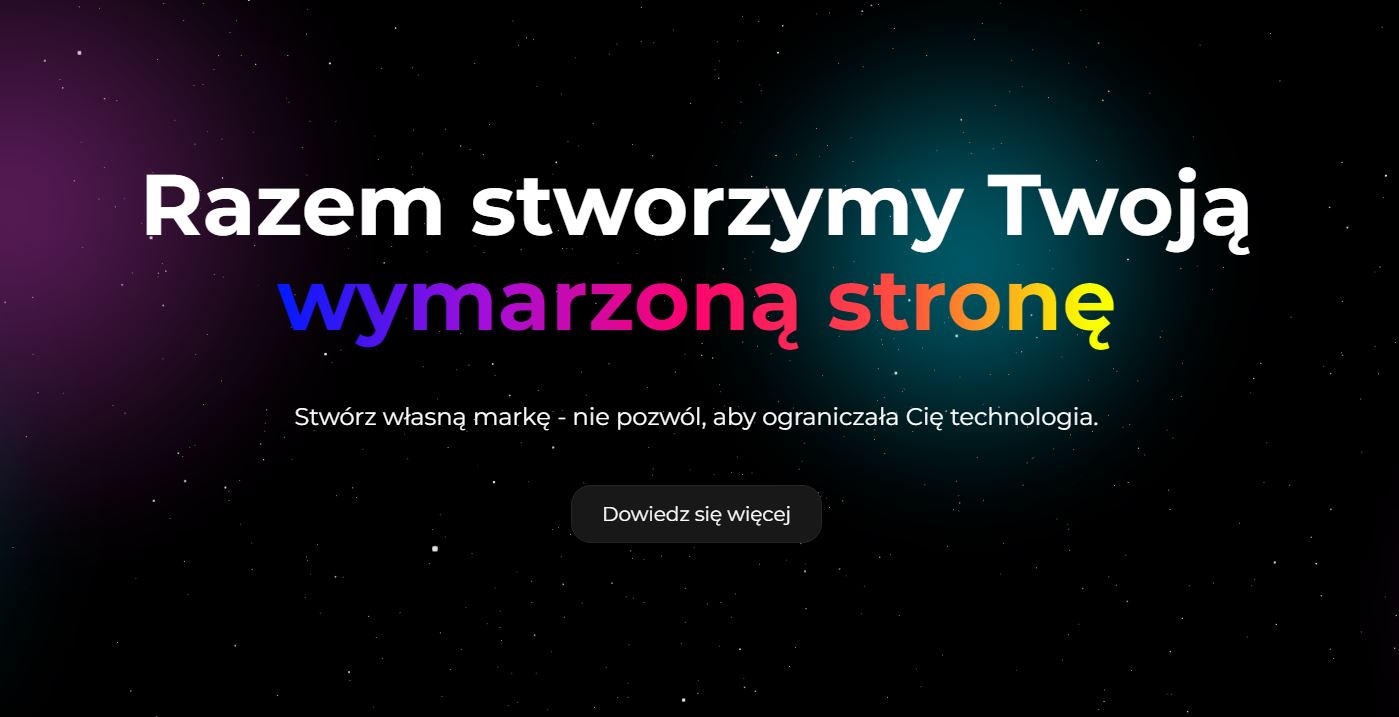 Razem stworzymy Twoją
wymarzoną stronę
Stwórz własną markę - nie pozwól, aby ograniczała Cię technologia.
Dowiedz się więcej